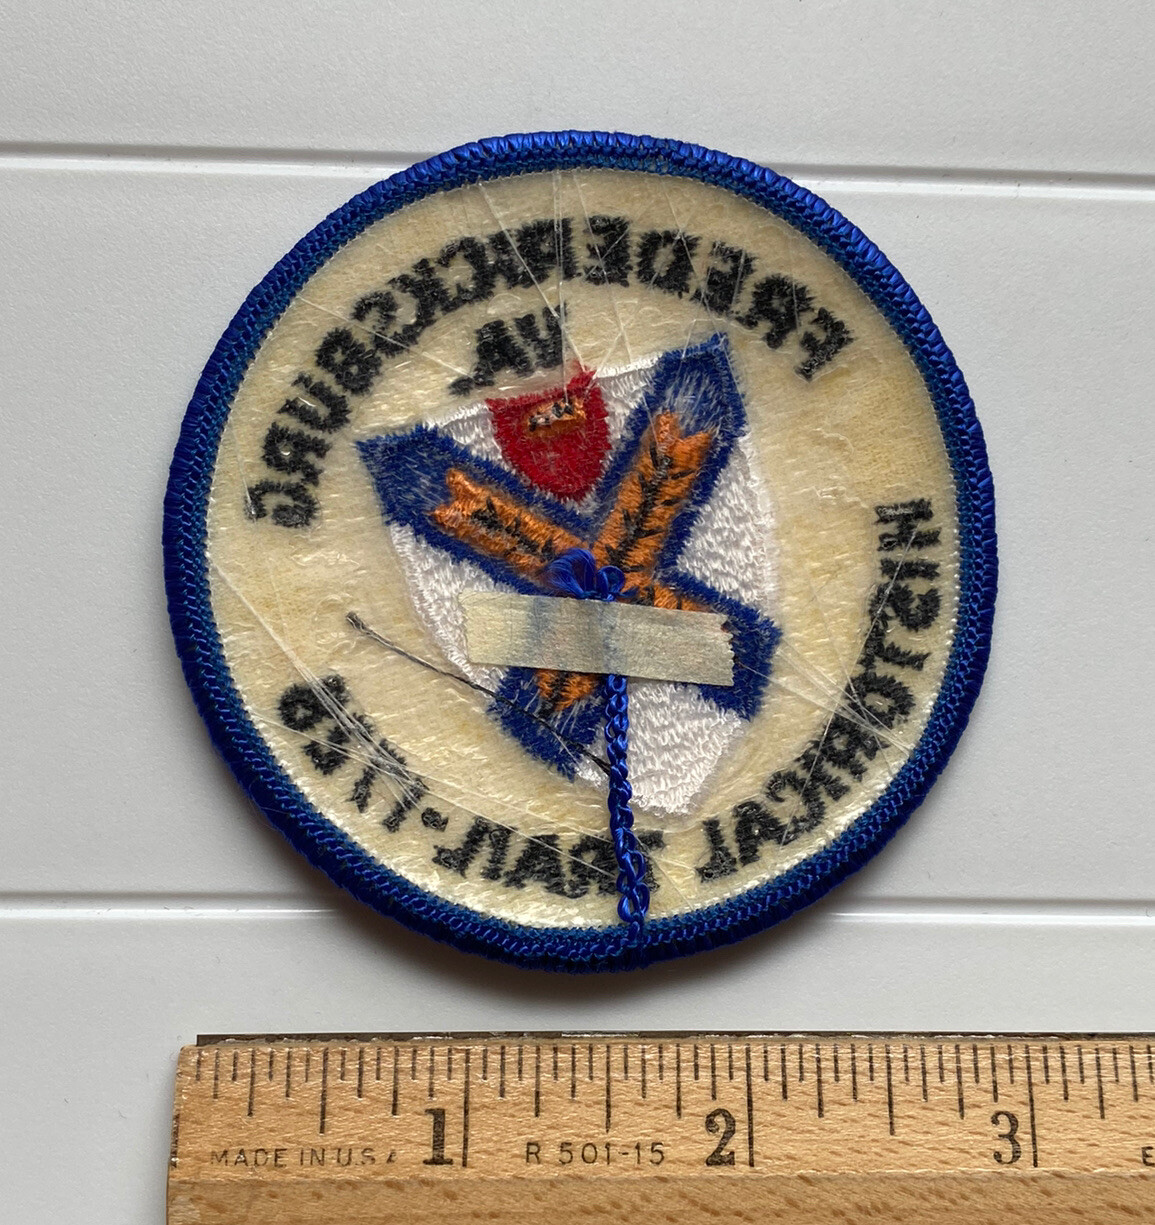 FREDERICKSBURG
VA.
HISTORICAL TRAIL •
1 2 3
MADE IN U.S.A R 501-15 E